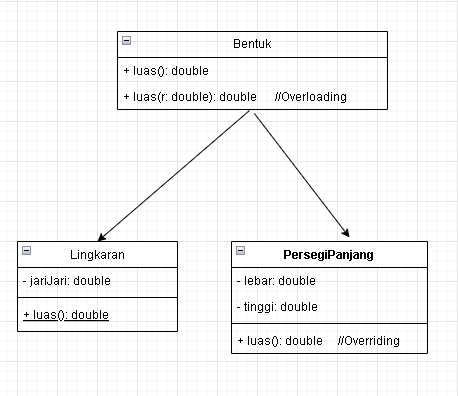 Bentuk
+ luas(): double
+ luas(r: double): double //Overloading
Lingkaran
- jariJari: double
+ luas(): double
PersegiPanjang
- lebar: double
- tinggi: double
+ luas(): double //Overriding